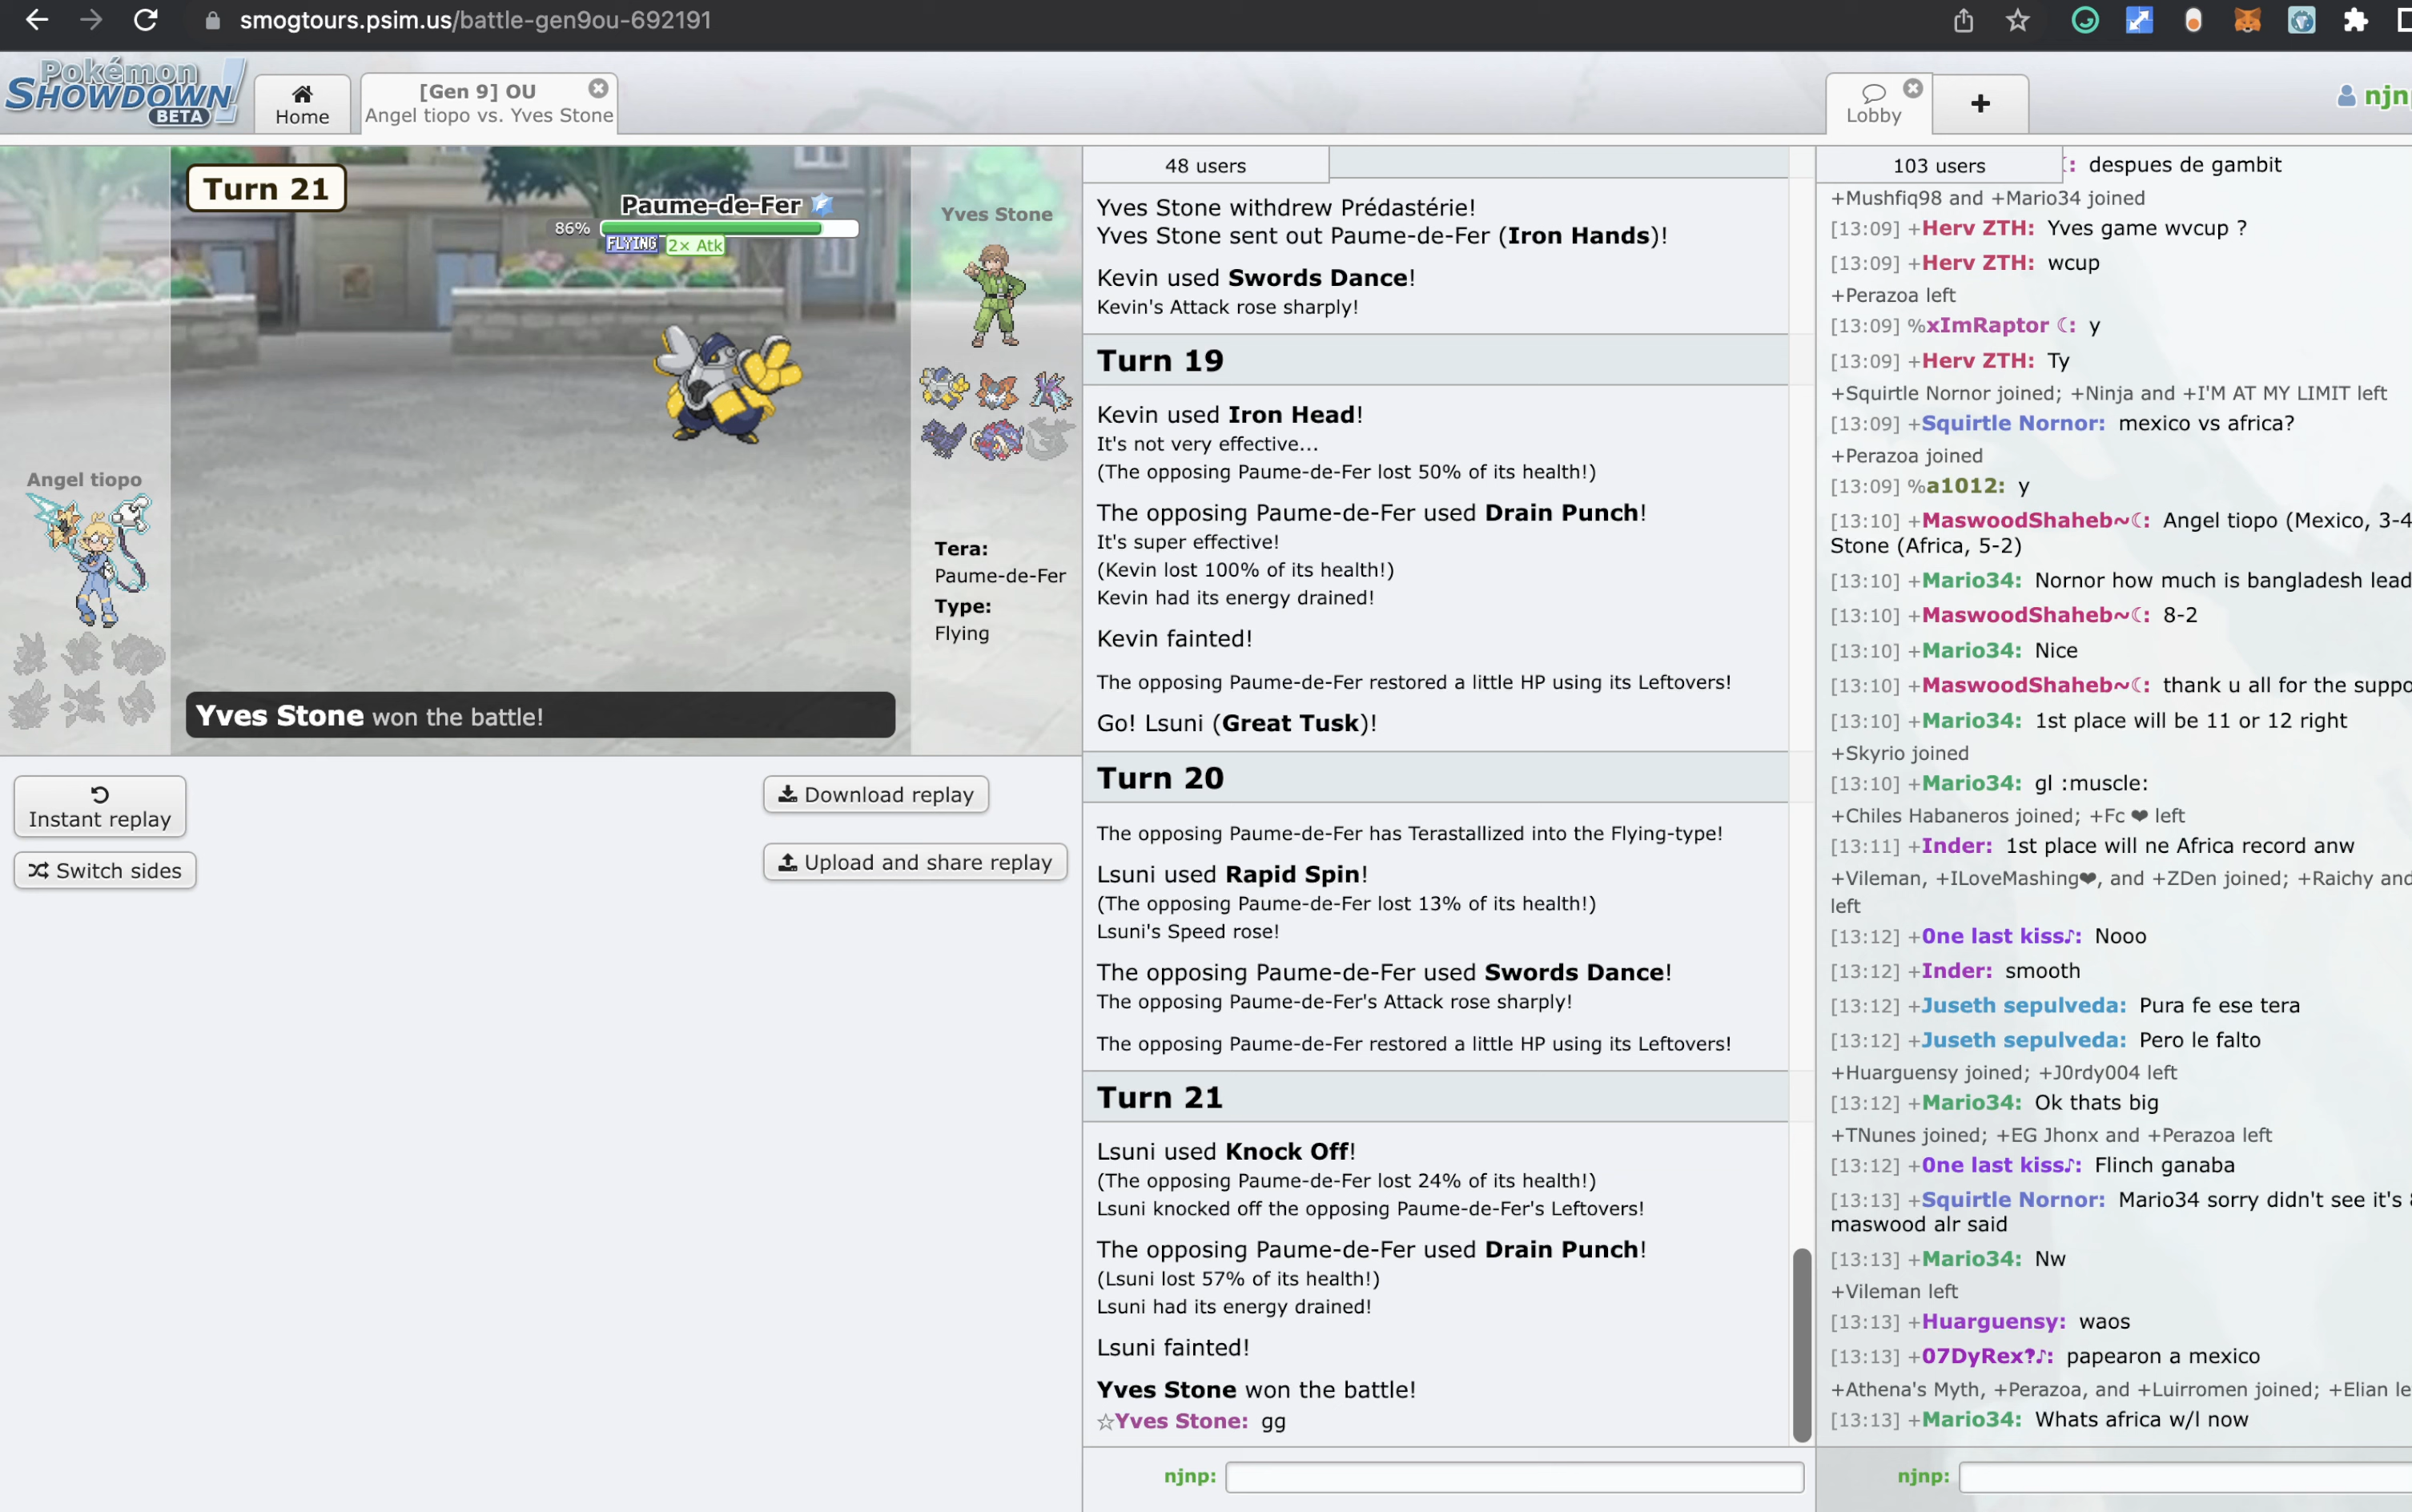 smogtours.psim.us/battle-gen9ou-692191
Pokémon
SHOWDOWN!
BETA
Home
[Gen 9] OU
Angel tiopo vs. Yves Stone
Lobby
+
njnp
Turn 21
Paume-de-Fer
86%
FLYING 2× Atk
Yves Stone
Angel tiopo
Tera:
Paume-de-Fer
Type:
Flying
Yves Stone won the battle!
Instant replay
Switch sides
Download replay
Upload and share replay
48 users
Yves Stone withdrew Prédastérie!
Yves Stone sent out Paume-de-Fer (Iron Hands)!
Kevin used Swords Dance!
Kevin's Attack rose sharply!
Turn 19
Kevin used Iron Head!
It's not very effective...
(The opposing Paume-de-Fer lost 50% of its health!)
The opposing Paume-de-Fer used Drain Punch!
It's super effective!
(Kevin lost 100% of its health!)
Kevin had its energy drained!
Kevin fainted!
The opposing Paume-de-Fer restored a little HP using its Leftovers!
Go! Lsuni (Great Tusk)!
Turn 20
The opposing Paume-de-Fer has Terastallized into the Flying-type!
Lsuni used Rapid Spin!
(The opposing Paume-de-Fer lost 13% of its health!)
Lsuni's Speed rose!
The opposing Paume-de-Fer used Swords Dance!
The opposing Paume-de-Fer's Attack rose sharply!
The opposing Paume-de-Fer restored a little HP using its Leftovers!
Turn 21
Lsuni used Knock Off!
(The opposing Paume-de-Fer lost 24% of its health!)
Lsuni knocked off the opposing Paume-de-Fer's Leftovers!
The opposing Paume-de-Fer used Drain Punch!
(Lsuni lost 57% of its health!)
Lsuni had its energy drained!
Lsuni fainted!
Yves Stone won the battle!
☆Yves Stone: gg
njnp:
103 users
: despues de gambit
+Mushfiq98 and +Mario34 joined
[13:09] +Herv ZTH: Yves game wvcup ?
[13:09] +Herv ZTH: wcup
+Perazoa left
[13:09] %xImRaptor ☾: y
[13:09] +Herv ZTH: Ty
+Squirtle Nornor joined; +Ninja and +I'M AT MY LIMIT left
[13:09] +Squirtle Nornor: mexico vs africa?
+Perazoa joined
[13:09] %a1012: y
[13:10] +MaswoodShaheb~☾: Angel tiopo (Mexico, 3-4
Stone (Africa, 5-2)
[13:10] +Mario34: Nornor how much is bangladesh lead
[13:10] +MaswoodShaheb~☾: 8-2
[13:10] +Mario34: Nice
[13:10] +MaswoodShaheb~☾: thank u all for the suppo
[13:10] +Mario34: 1st place will be 11 or 12 right
+Skyrio joined
[13:10] +Mario34: gl :muscle:
+Chiles Habaneros joined; +Fc ❤ left
[13:11] +Inder: 1st place will ne Africa record anw
+Vileman, +ILoveMashing❤, and +ZDen joined; +Raichy and
left
[13:12] +0ne last kiss♪: Nooo
[13:12] +Inder: smooth
[13:12] +Juseth sepulveda: Pura fe ese tera
[13:12] +Juseth sepulveda: Pero le falto
+Huarguensy joined; +J0rdy004 left
[13:12] +Mario34: Ok thats big
+TNunes joined; +EG Jhonx and +Perazoa left
[13:12] +0ne last kiss♪: Flinch ganaba
[13:13] +Squirtle Nornor: Mario34 sorry didn't see it's
maswood alr said
[13:13] +Mario34: Nw
+Vileman left
[13:13] +Huarguensy: waos
[13:13] +07DyRex‽♪: papearon a mexico
+Athena's Myth, +Perazoa, and +Luirromen joined; +Elian le
[13:13] +Mario34: Whats africa w/l now
njnp: